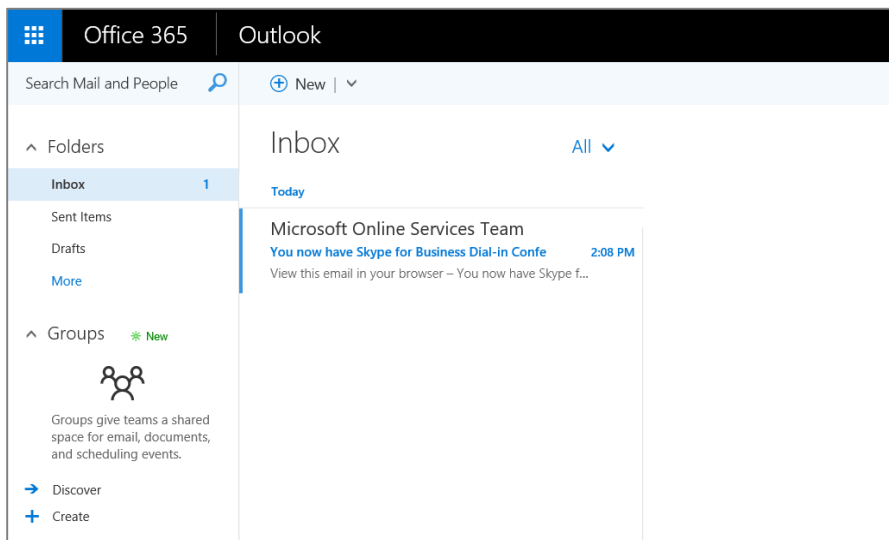 Office 365
Outlook
Search Mail and People
New
Folders
Inbox 1
Sent Items
Drafts
More
Groups New
Groups give teams a shared
space for email, documents,
and scheduling events.
Discover
Create
Inbox
All
Today
Microsoft Online Services Team
You now have Skype for Business Dial-in Confe 2:08 PM
View this email in your browser – You now have Skype f...